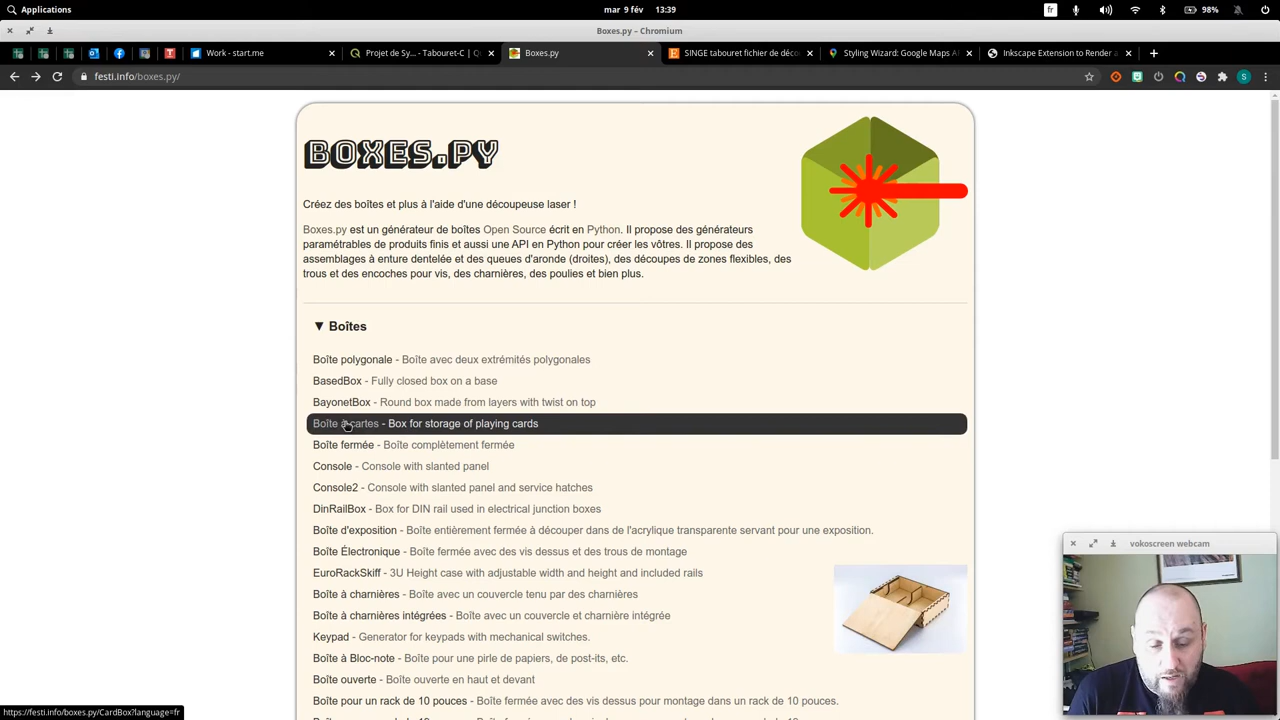 Applications
mar 9 fév 13:39
fr
98%
Boxes.py – Chromium
Work - start.me
Projet de Sy... - Tabouret-C | Q
Boxes.py
SINGE tabouret fichier de déco
Styling Wizard: Google Maps A
Inkscape Extension to Render a
festi.info/boxes.py/
S
BOXES.PY
Créez des boîtes et plus à l'aide d'une découpeuse laser !
Boxes.py est un générateur de boîtes Open Source écrit en Python. Il propose des générateurs
paramétrables de produits finis et aussi une API en Python pour créer les vôtres. Il propose des
assemblages à enture dentelée et des queues d'aronde (droites), des découpes de zones flexibles, des
trous et des encoches pour vis, des charnières, des poulies et bien plus.
▼ Boîtes
Boîte polygonale - Boîte avec deux extrémités polygonales
BasedBox - Fully closed box on a base
BayonetBox - Round box made from layers with twist on top
Boîte à cartes - Box for storage of playing cards
Boîte fermée - Boîte complètement fermée
Console - Console with slanted panel
Console2 - Console with slanted panel and service hatches
DinRailBox - Box for DIN rail used in electrical junction boxes
Boîte d'exposition - Boîte entièrement fermée à découper dans de l'acrylique transparente servant pour une exposition.
Boîte Électronique - Boîte fermée avec des vis dessus et des trous de montage
EuroRackSkiff - 3U Height case with adjustable width and height and included rails
Boîte à charnières - Boîte avec un couvercle tenu par des charnières
Boîte à charnières intégrées - Boîte avec un couvercle et charnière intégrée
Keypad - Generator for keypads with mechanical switches.
Boîte à Bloc-note - Boîte pour une pirle de papiers, de post-its, etc.
Boîte ouverte - Boîte ouverte en haut et devant
Boîte pour un rack de 10 pouces - Boîte fermée avec des vis dessus pour montage dans un rack de 10 pouces.
vokoscreen webcam
https://festi.info/boxes.py/CardBox?language=fr